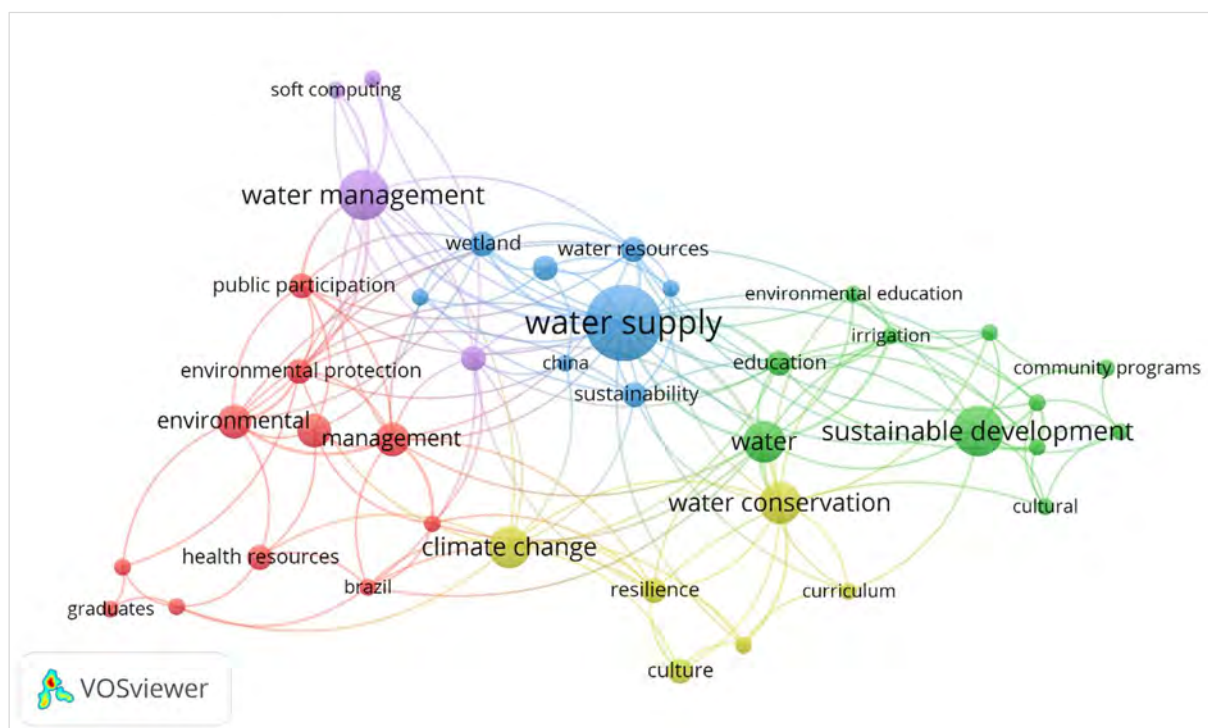 soft computing
water management
wetland
water resources
public participation
environmental education
water supply
irrigation
environmental protection
china
education
community programs
sustainability
environmental
management
water
sustainable development
water conservation
cultural
climate change
health resources
brazil
resilience
curriculum
graduates
culture
VOSviewer